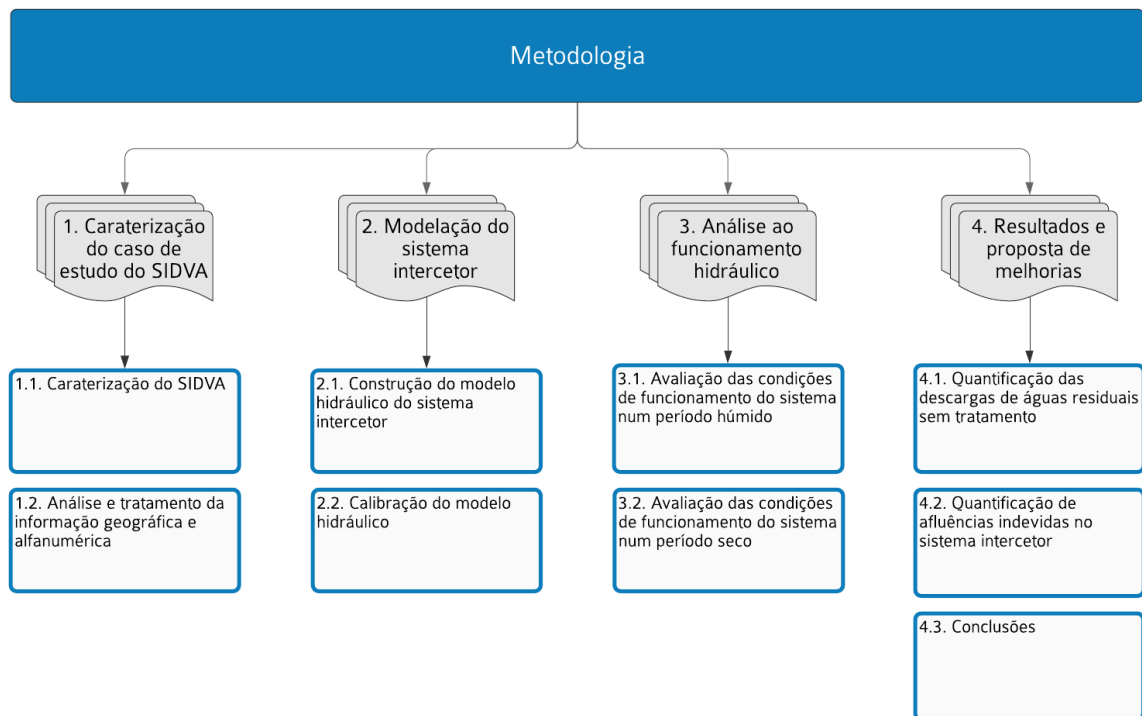 Metodologia
1. Caraterização
do caso de
estudo do SIDVA
2. Modelação do
sistema
intercetor
3. Análise ao
funcionamento
hidráulico
4. Resultados e
proposta de
melhorias
1.1. Caraterização do SIDVA
1.2. Análise e tratamento da
informação geográfica e
alfanumérica
2.1. Construção do modelo
hidráulico do sistema
intercetor
2.2. Calibração do modelo
hidráulico
3.1. Avaliação das condições
de funcionamento do sistema
num período húmido
3.2. Avaliação das condições
de funcionamento do sistema
num período seco
4.1. Quantificação das
descargas de águas residuais
sem tratamento
4.2. Quantificação de
afluências indevidas no
sistema intercetor
4.3. Conclusões